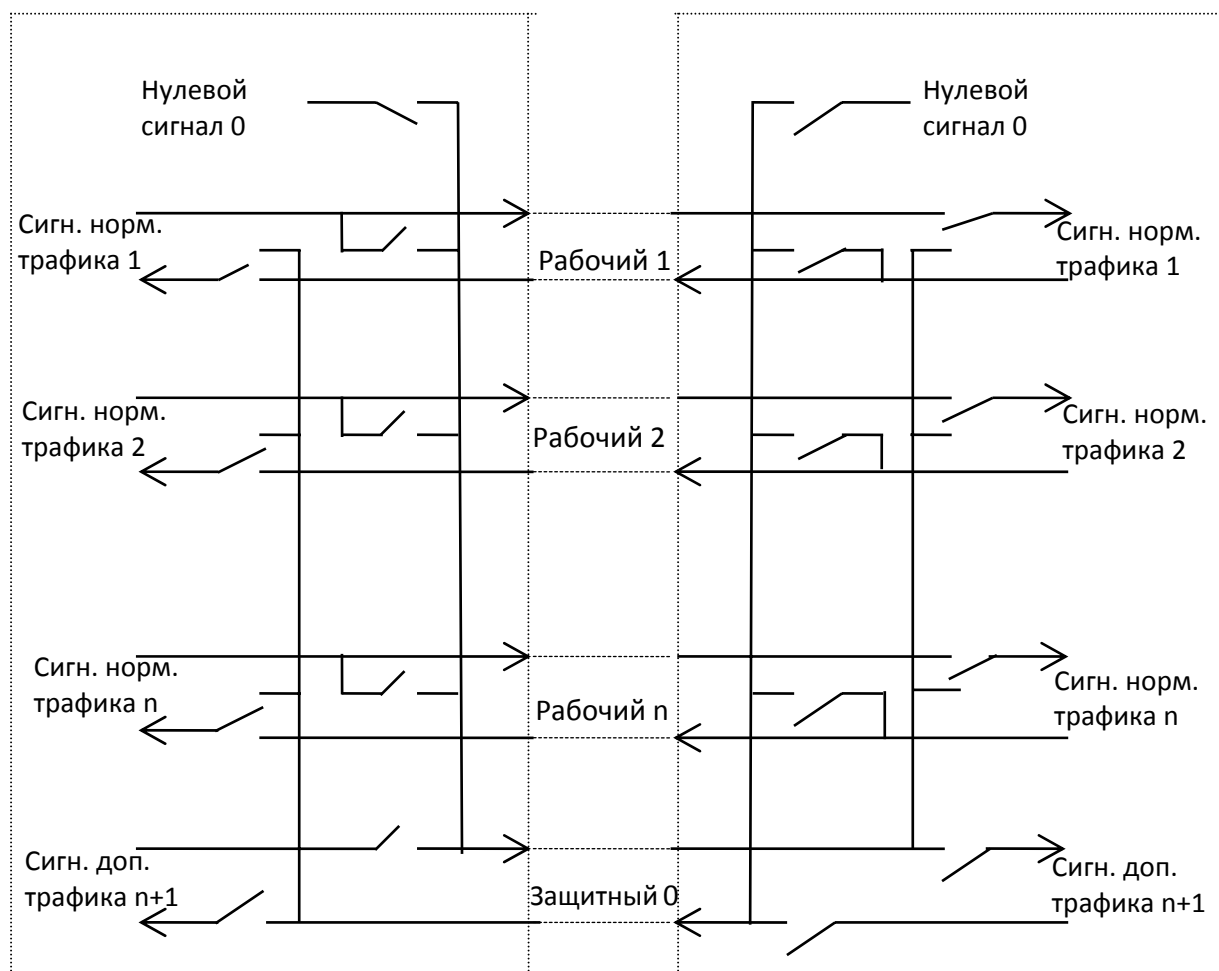 Нулевой
сигнал 0
Нулевой
сигнал 0
Сигн. норм.
трафика 1
Рабочий 1
Сигн. норм.
трафика 1
Сигн. норм.
трафика 2
Рабочий 2
Сигн. норм.
трафика 2
Сигн. норм.
трафика n
Рабочий n
Сигн. норм.
трафика n
Сигн. доп.
трафика n+1
Защитный 0
Сигн. доп.
трафика n+1